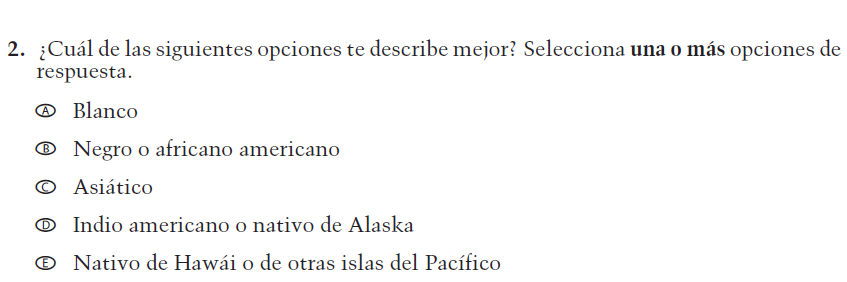 2. ¿Cuál de las siguientes opciones te describe mejor? Selecciona una o más opciones de
respuesta.
A Blanco
B Negro o africano americano
C Asiático
D Indio americano o nativo de Alaska
E Nativo de Hawái o de otras islas del Pacífico